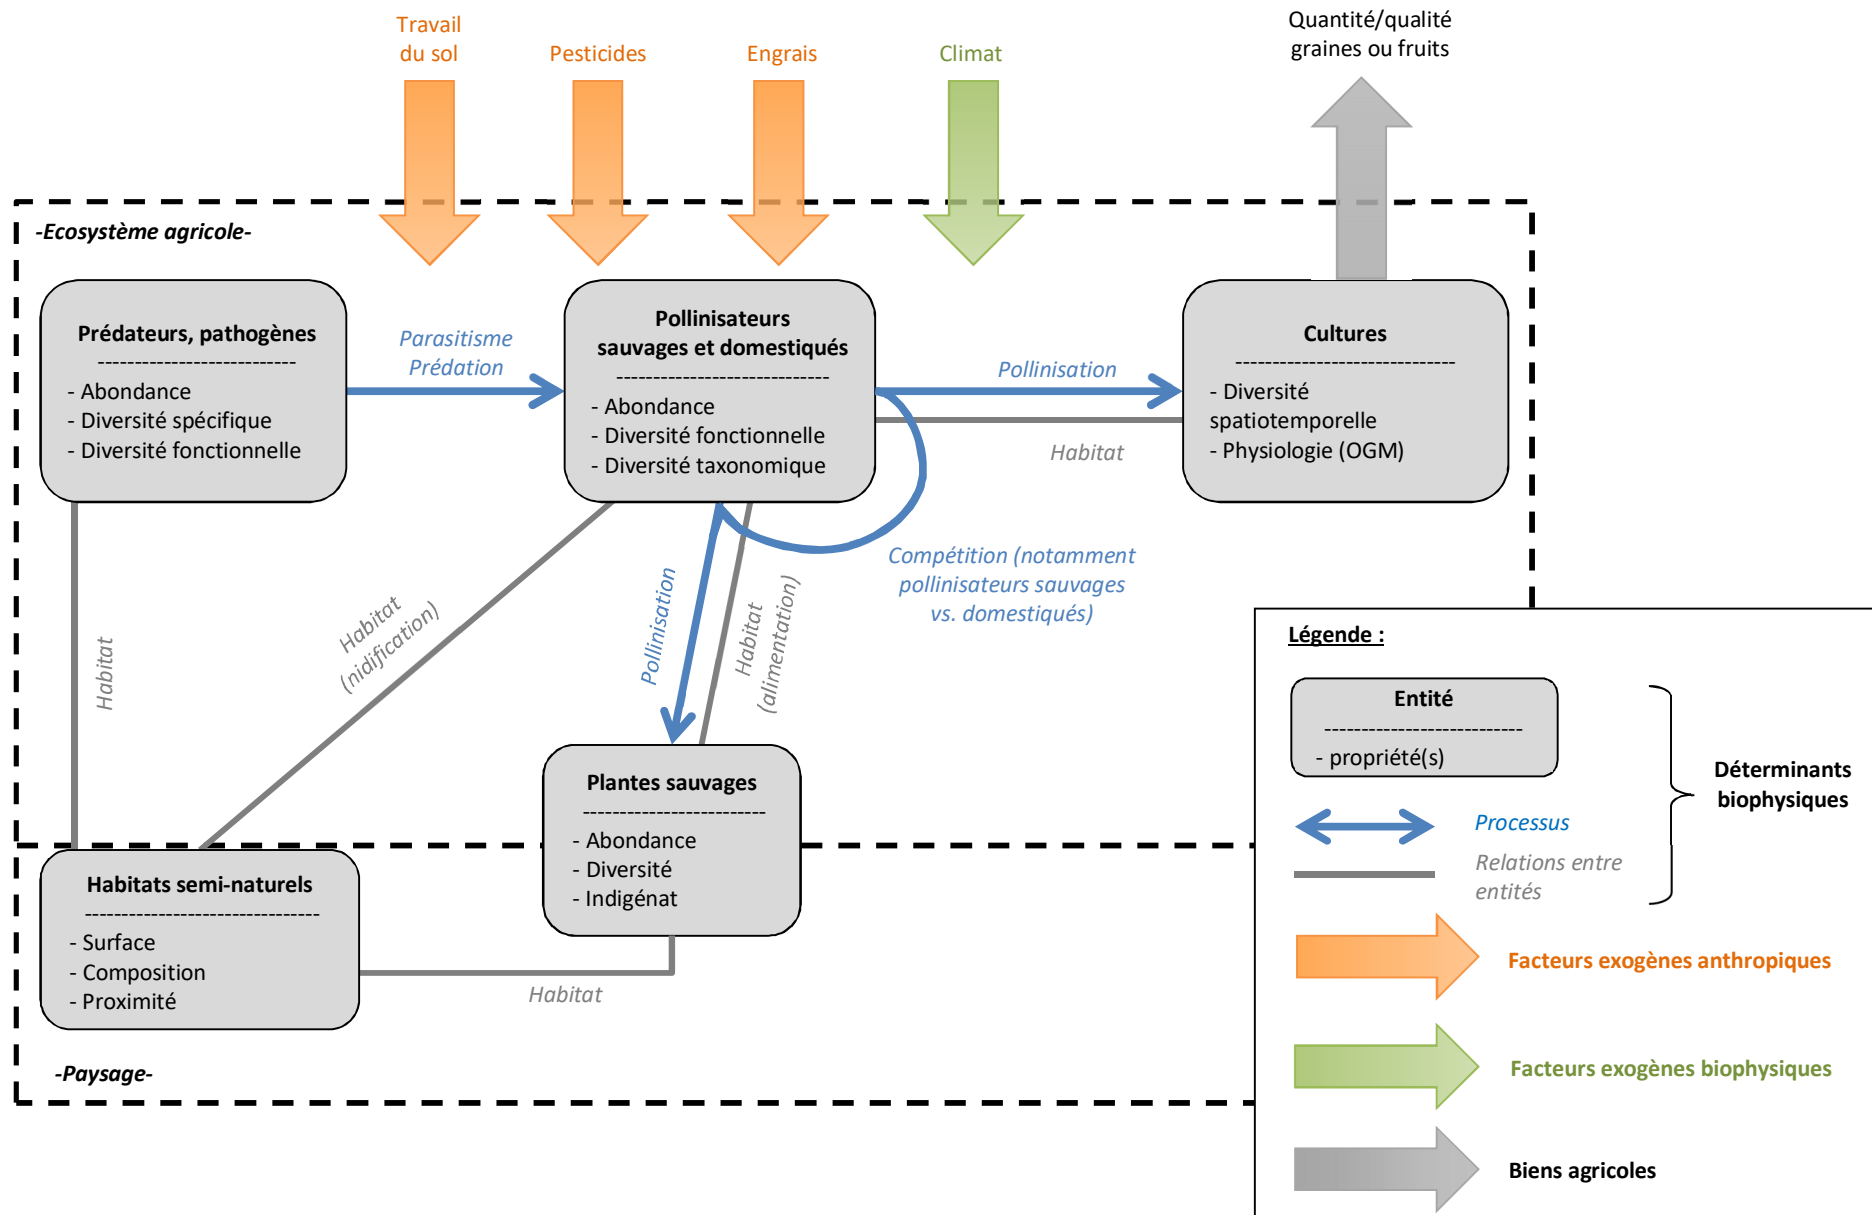 Travail
du sol
Pesticides
Engrais
Climat
Quantité/qualité
graines ou fruits
-Ecosystème agricole-
Prédateurs, pathogènes
- Abondance
- Diversité spécifique
- Diversité fonctionnelle
Parasitisme
Prédation
Pollinisateurs
sauvages et domestiqués
- Abondance
- Diversité fonctionnelle
- Diversité taxonomique
Pollinisation
Habitat
Cultures
- Diversité
spatiotemporelle
- Physiologie (OGM)
Compétition (notamment
pollinisateurs sauvages
vs. domestiqués)
Habitat
Habitat
(nidification)
Pollinisation
Habitat
(alimentation)
Plantes sauvages
- Abondance
- Diversité
- Indigénat
Habitats semi-naturels
- Surface
- Composition
- Proximité
Habitat
-Paysage-
Légende :
Entité
- propriété(s)
Processus
Relations entre
entités
Déterminants
biophysiques
Facteurs exogènes anthropiques
Facteurs exogènes biophysiques
Biens agricoles